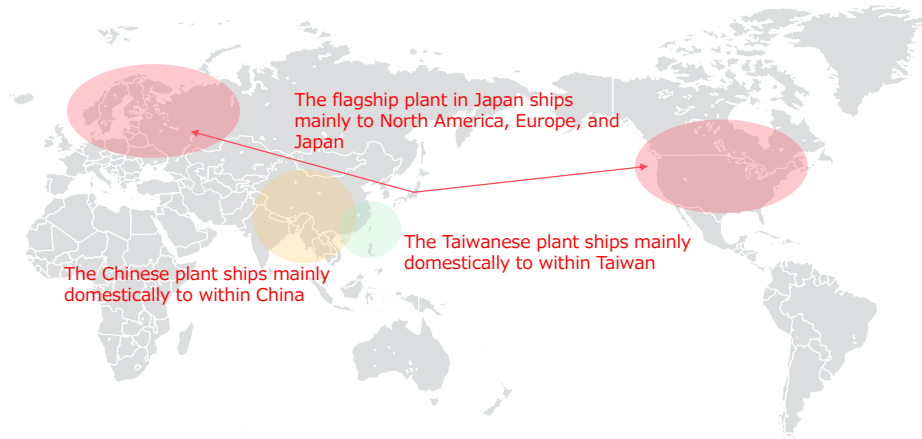 The flagship plant in Japan ships
mainly to North America, Europe, and
Japan
The Taiwanese plant ships mainly
domestically to within Taiwan
The Chinese plant ships mainly
domestically to within China